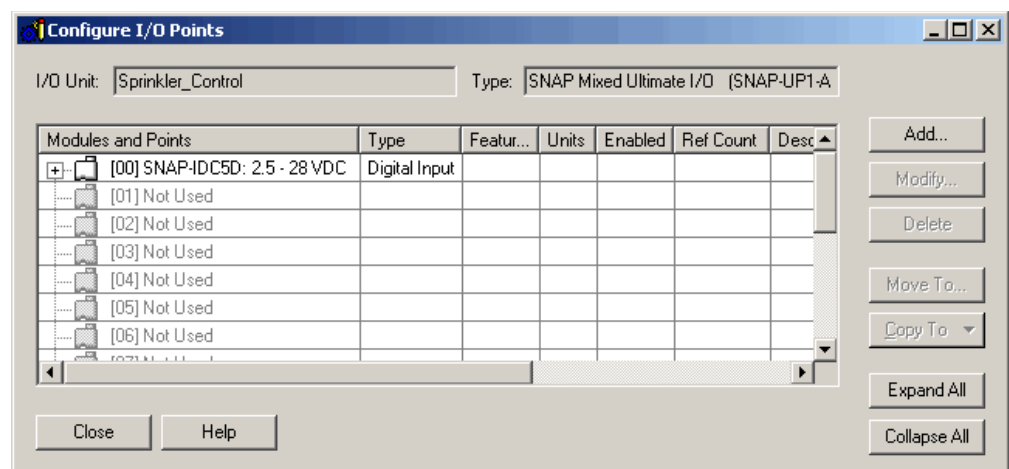 Configure I/O Points
I/O Unit: Sprinkler_Control Type: SNAP Mixed Ultimate I/O (SNAP-UP1-A
Modules and Points Type Featur... Units Enabled Ref Count Desc
[00] SNAP-IDC5D: 2.5 - 28 VDC Digital Input
[01] Not Used
[02] Not Used
[03] Not Used
[04] Not Used
[05] Not Used
[06] Not Used
Add...
Modify...
Delete
Move To...
Copy To
Expand All
Collapse All
Close Help